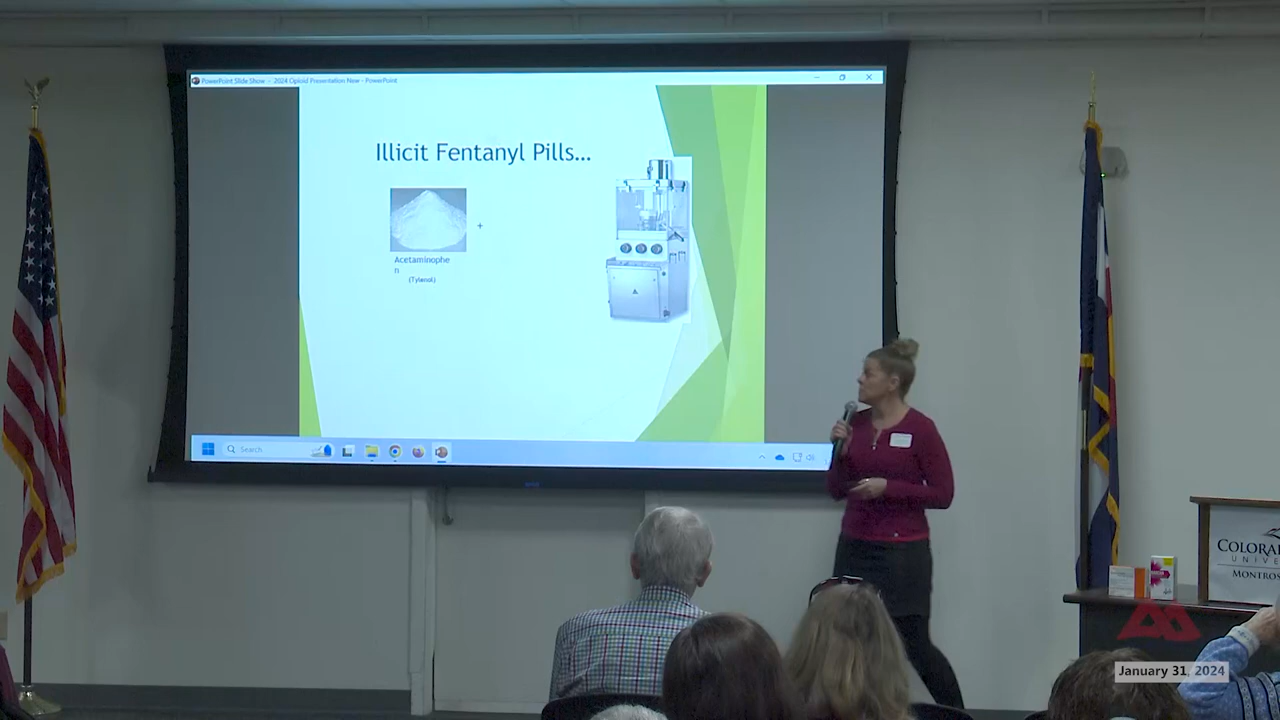 PowerPoint Slide Show - 2024 Opioid Presentation New - PowerPoint
Illicit Fentanyl Pills...
+
Acetaminophe
n
(Tylenol)
Search
COLORA
UNIVE
MONTROS
January 31, 2024